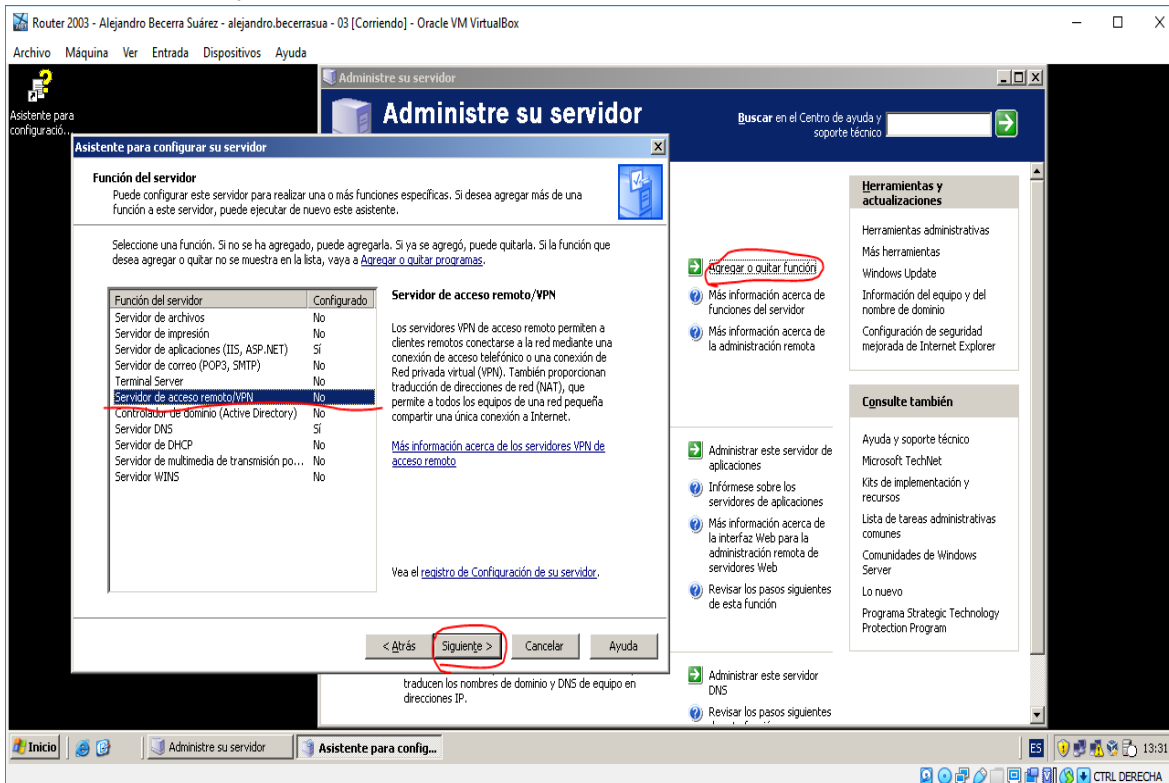 Router 2003 - Alejandro Becerra Suárez - alejandro.becerrasua - 03 [Corriendo] - Oracle VM VirtualBox
Archivo Máquina Ver Entrada Dispositivos Ayuda
Asistente para
configuració...
Administre su servidor
Administre su servidor
Buscar en el Centro de ayuda y
soporte técnico
Asistente para configurar su servidor
Función del servidor
Puede configurar este servidor para realizar una o más funciones específicas. Si desea agregar más de una
función a este servidor, puede ejecutar de nuevo este asistente.
Seleccione una función. Si no se ha agregado, puede agregarla. Si ya se agregó, puede quitarla. Si la función que
desea agregar o quitar no se muestra en la lista, vaya a Agregar o quitar programas.
Función del servidor Configurado
Servidor de archivos No
Servidor de impresión No
Servidor de aplicaciones (IIS, ASP.NET) Sí
Servidor de correo (POP3, SMTP) No
Terminal Server No
Servidor de acceso remoto/VPN No
Controlador de dominio (Active Directory) No
Servidor DNS Sí
Servidor de DHCP No
Servidor de multimedia de transmisión po... No
Servidor WINS No
Servidor de acceso remoto/VPN
Los servidores VPN de acceso remoto permiten a
clientes remotos conectarse a la red mediante una
conexión de acceso telefónico o una conexión de
Red privada virtual (VPN). También proporcionan
traducción de direcciones de red (NAT), que
permite a todos los equipos de una red pequeña
compartir una única conexión a Internet.
Más información acerca de los servidores VPN de
acceso remoto
Vea el registro de Configuración de su servidor.
< Atrás Siguiente > Cancelar Ayuda
traducen los nombres de dominio y DNS de equipo en
direcciones IP.
Agregar o quitar función
Más información acerca de
funciones del servidor
Más información acerca de
la administración remota
Administrar este servidor de
aplicaciones
Infórmese sobre los
servidores de aplicaciones
Más información acerca de
la interfaz Web para la
administración remota de
servidores Web
Revisar los pasos siguientes
de esta función
Administrar este servidor
DNS
Revisar los pasos siguientes
Herramientas y
actualizaciones
Herramientas administrativas
Más herramientas
Windows Update
Información del equipo y del
nombre de dominio
Configuración de seguridad
mejorada de Internet Explorer
Consulte también
Ayuda y soporte técnico
Microsoft TechNet
Kits de implementación y
recursos
Lista de tareas administrativas
comunes
Comunidades de Windows
Server
Lo nuevo
Programa Strategic Technology
Protection Program
Inicio Administre su servidor Asistente para config... ES 13:31
CTRL DERECHA